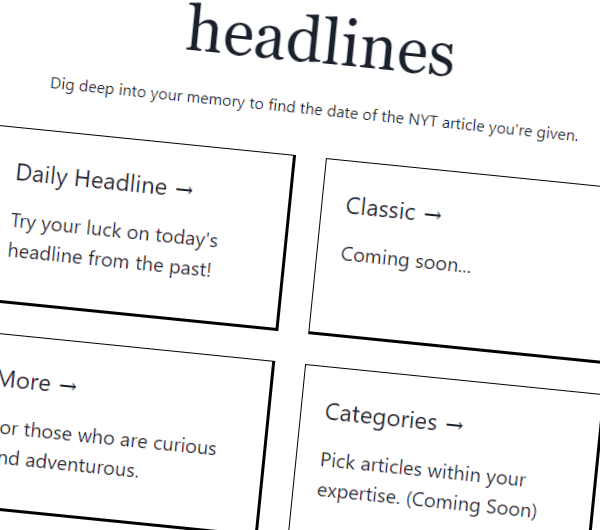 headlines
Dig deep into your memory to find the date of the NYT article you're given.
Daily Headline →
Try your luck on today's
headline from the past!
Classic →
Coming soon...
More →
or those who are curious
nd adventurous.
Categories →
Pick articles within your
expertise. (Coming Soon)